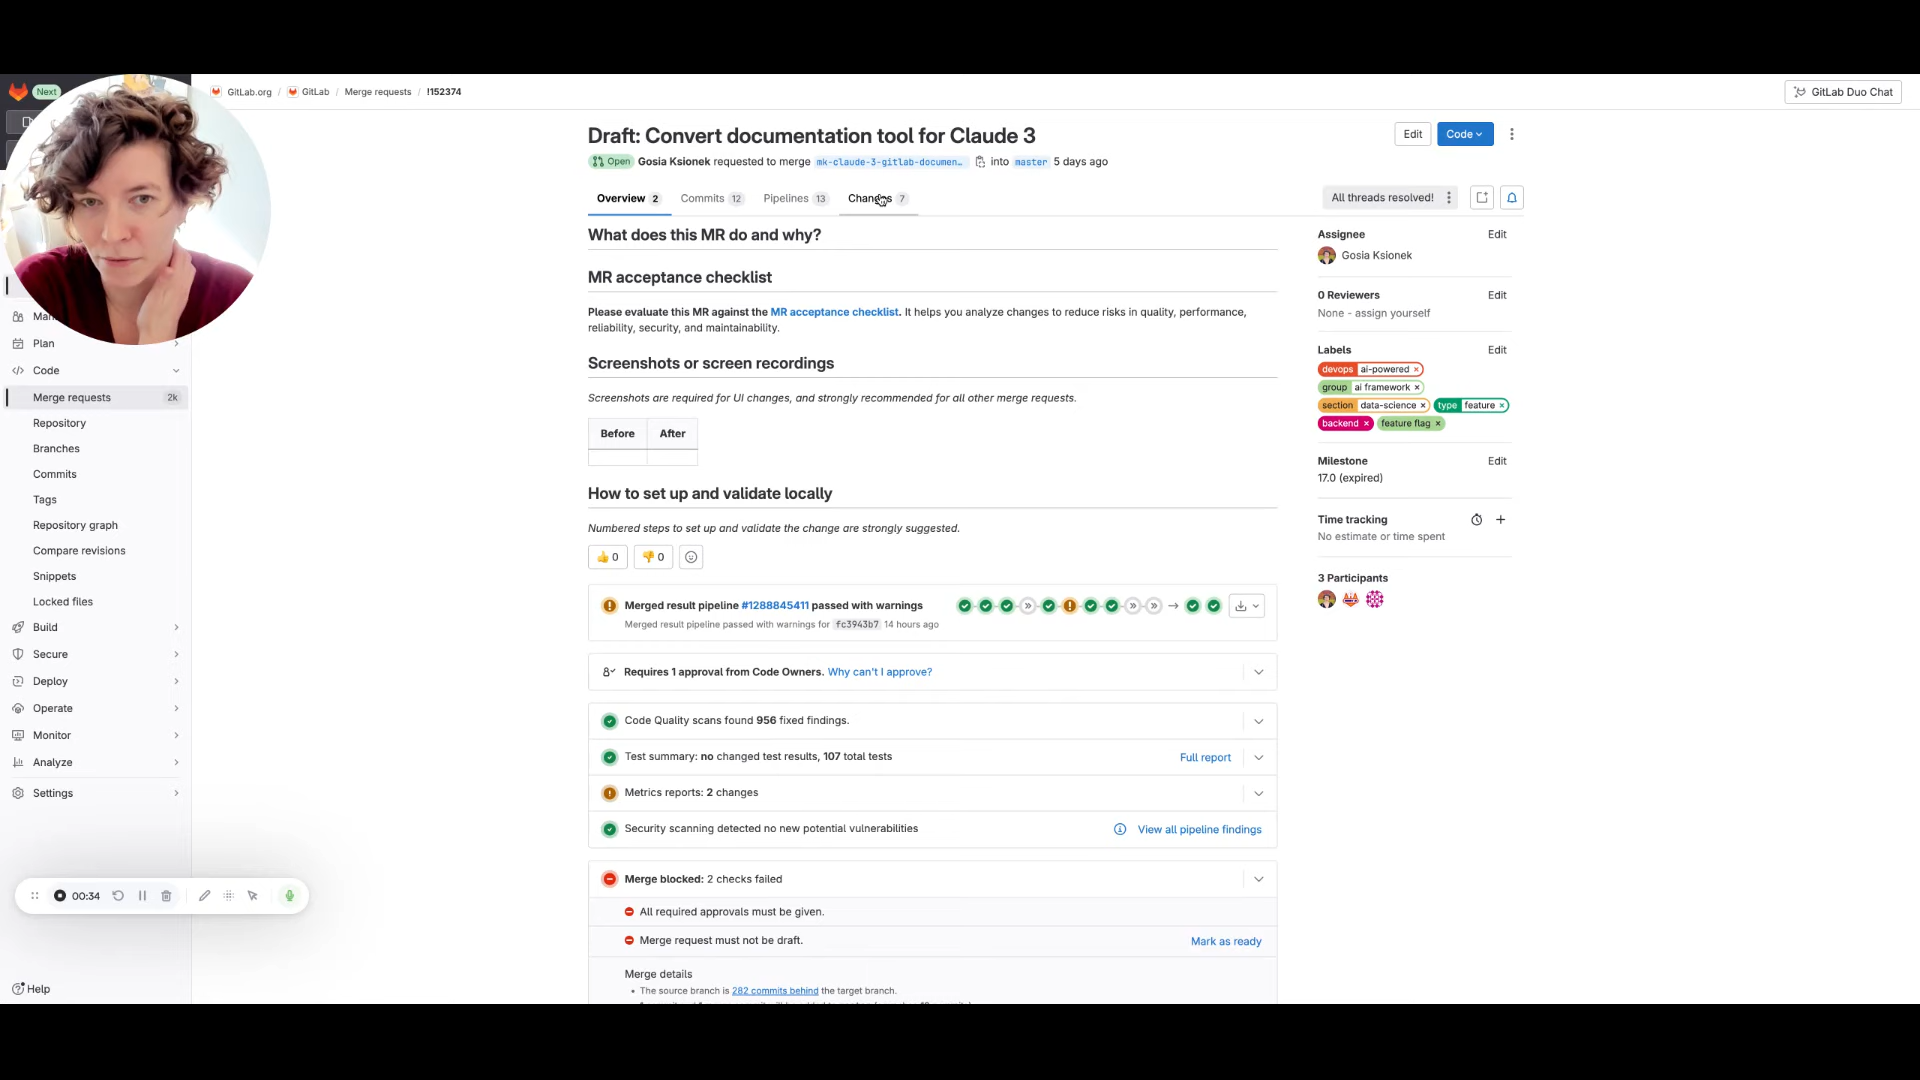 Next
GitLab.org / GitLab / Merge requests / !152374
GitLab Duo Chat
Draft: Convert documentation tool for Claude 3
Edit
Code
Open Gosia Ksionek requested to merge mk-claude-3-gitlab-documen… into master 5 days ago
Overview 2
Commits 12
Pipelines 13
Changes 7
All threads resolved!
What does this MR do and why?
MR acceptance checklist
Please evaluate this MR against the MR acceptance checklist. It helps you analyze changes to reduce risks in quality, performance,
reliability, security, and maintainability.
Screenshots or screen recordings
Screenshots are required for UI changes, and strongly recommended for all other merge requests.
Before After
How to set up and validate locally
Numbered steps to set up and validate the change are strongly suggested.
👍 0
👎 0
Merged result pipeline #1288845411 passed with warnings
Merged result pipeline passed with warnings for fc3943b7 14 hours ago
Requires 1 approval from Code Owners. Why can't I approve?
Code Quality scans found 956 fixed findings.
Test summary: no changed test results, 107 total tests
Full report
Metrics reports: 2 changes
Security scanning detected no new potential vulnerabilities
View all pipeline findings
Merge blocked: 2 checks failed
All required approvals must be given.
Merge request must not be draft.
Mark as ready
Merge details
• The source branch is 282 commits behind the target branch.
Assignee
Edit
Gosia Ksionek
0 Reviewers
Edit
None - assign yourself
Labels
Edit
devops ai-powered ×
group ai framework ×
section data-science ×
type feature ×
backend ×
feature flag ×
Milestone
Edit
17.0 (expired)
Time tracking
No estimate or time spent
3 Participants
Plan
Code
Merge requests 2k
Repository
Branches
Commits
Tags
Repository graph
Compare revisions
Snippets
Locked files
Build
Secure
Deploy
Operate
Monitor
Analyze
Settings
00:34
Help